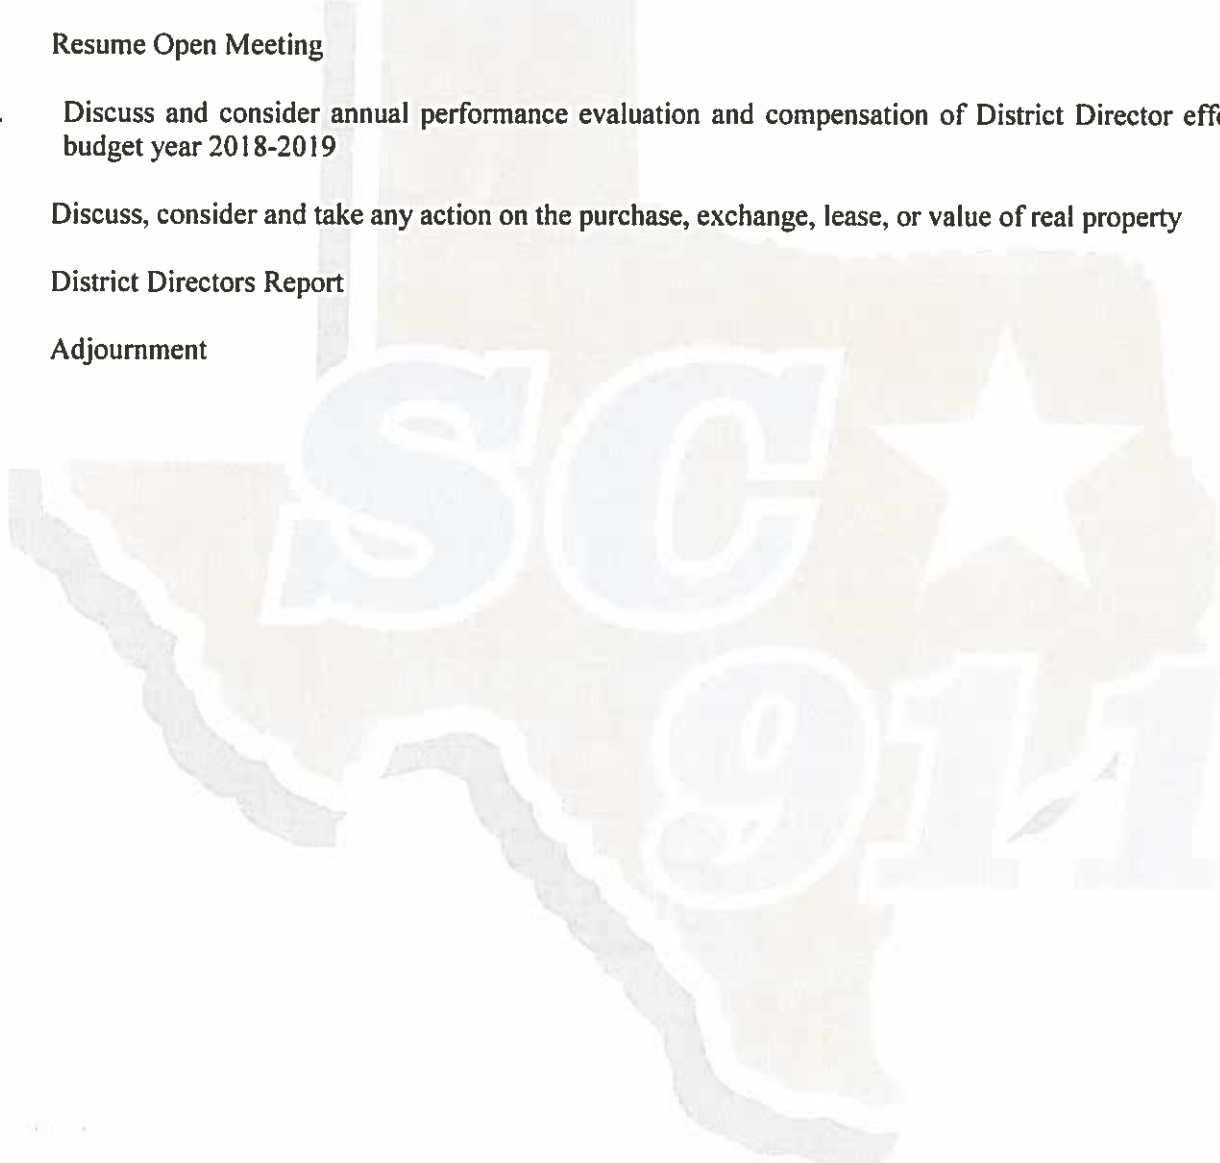 Resume Open Meeting
. Discuss and consider annual performance evaluation and compensation of District Director eff
budget year 2018-2019
Discuss, consider and take any action on the purchase, exchange, lease, or value of real property
District Directors Report
Adjournment
SC
911